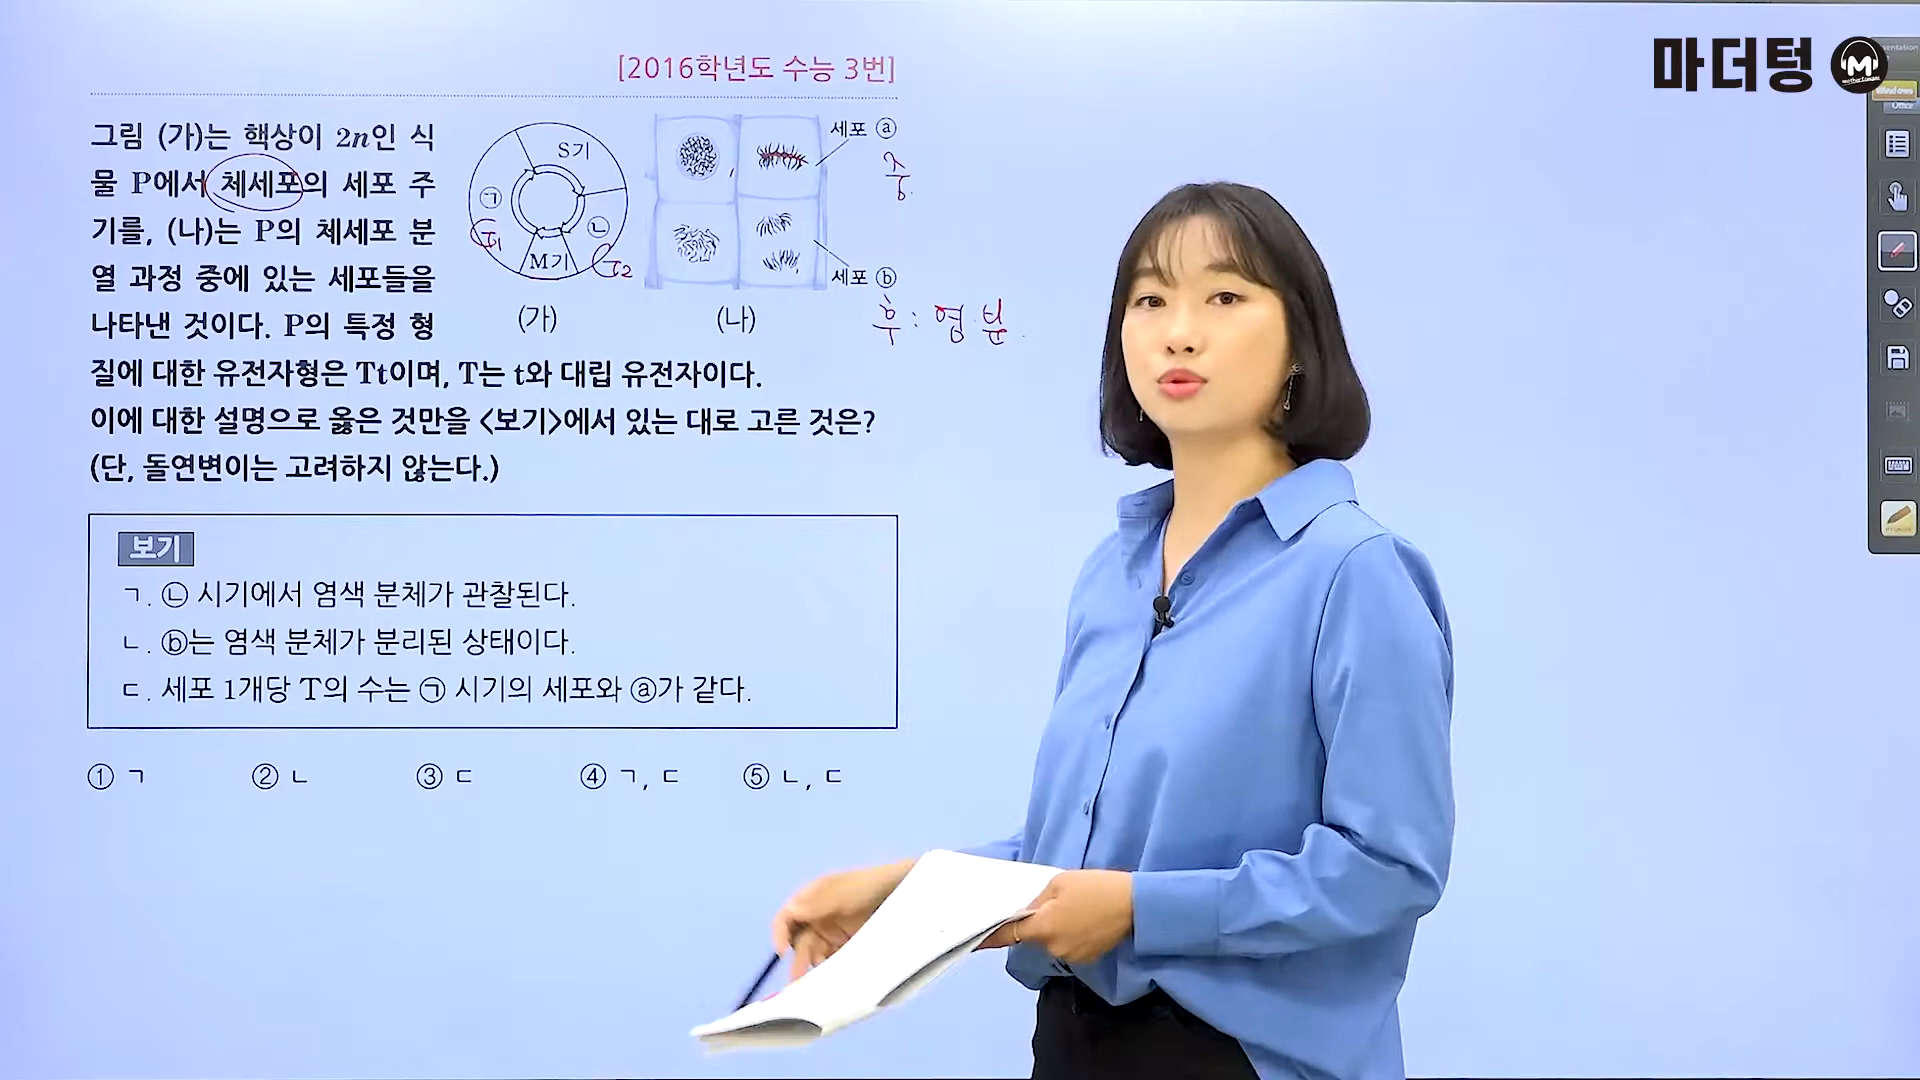 마더텅
[2016학년도 수능 3번]
그림 (가)는 핵상이 2n인 식
물 P에서 체세포의 세포 주
기를, (나)는 P의 체세포 분
열 과정 중에 있는 세포들을
나타낸 것이다. P의 특정 형
질에 대한 유전자형은 Tt이며, T는 t와 대립 유전자이다.
이에 대한 설명으로 옳은 것만을 <보기>에서 있는 대로 고른 것은?
(단, 돌연변이는 고려하지 않는다.)
S기
㉠
㉡
G1
M기
G2
(가)
세포 ⓐ
중
세포 ⓑ
(나)
후 : 염분
보기
ㄱ. ㉡ 시기에서 염색 분체가 관찰된다.
ㄴ. ⓑ는 염색 분체가 분리된 상태이다.
ㄷ. 세포 1개당 T의 수는 ㉠ 시기의 세포와 ⓐ가 같다.
① ㄱ ② ㄴ ③ ㄷ ④ ㄱ, ㄷ ⑤ ㄴ, ㄷ